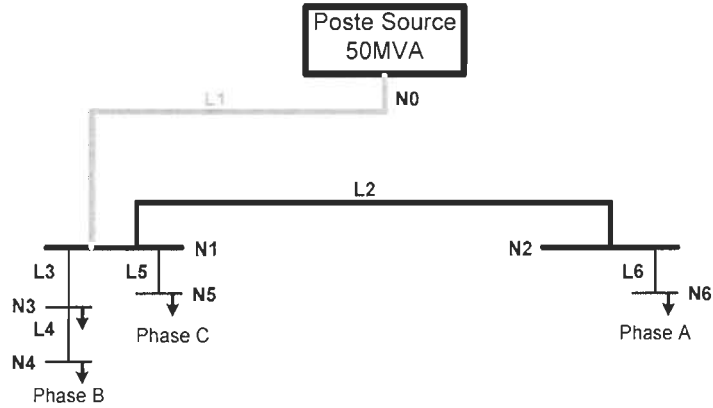 Poste Source
50MVA
L1
N0
L2
N1
N2
L3
L5
L6
N3
N5
N6
L4
Phase C
Phase A
N4
Phase B